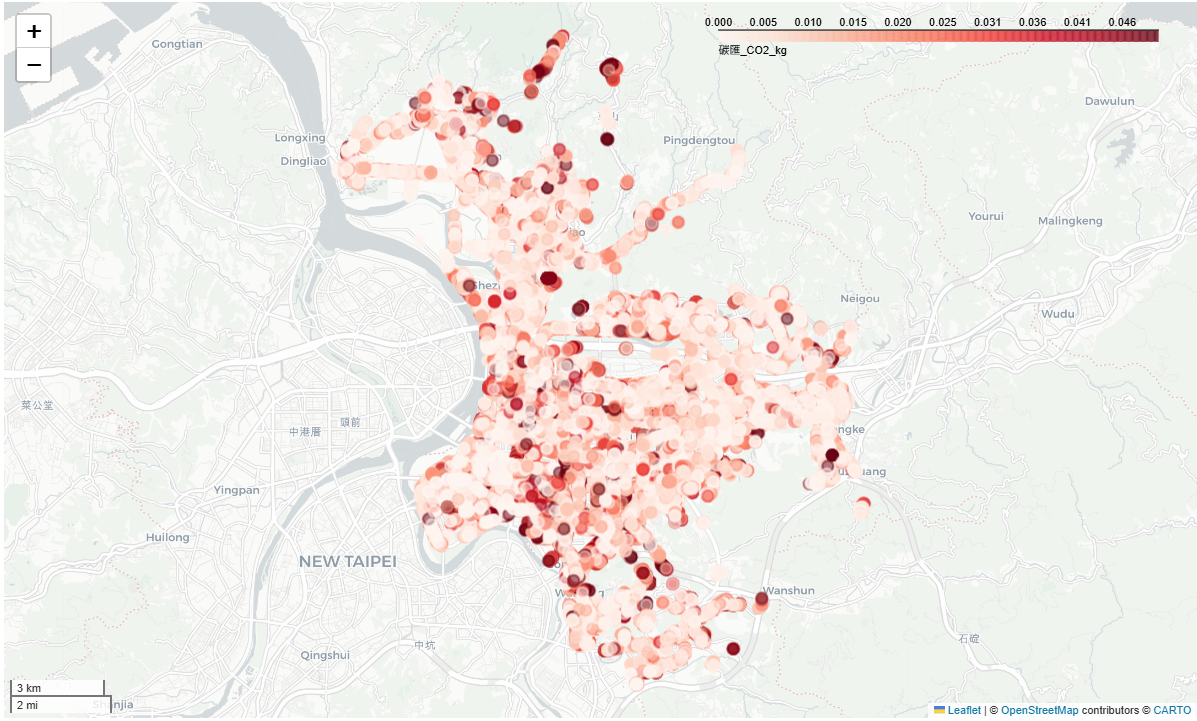 +
−
0.000 0.005 0.010 0.015 0.020 0.025 0.031 0.036 0.041 0.046
碳匯_CO2_kg
Gongtian
Dawulun
Longxing
Pingdengtou
Dingliao
Yourui
Malingkeng
Neigou
Wudu
菜公堂
頭前
中港厝
Yingpan
Huilong
NEW TAIPEI
Wanshun
石碇
中坑
Qingshui
3 km
2 mi
Leaflet | © OpenStreetMap contributors © CARTO